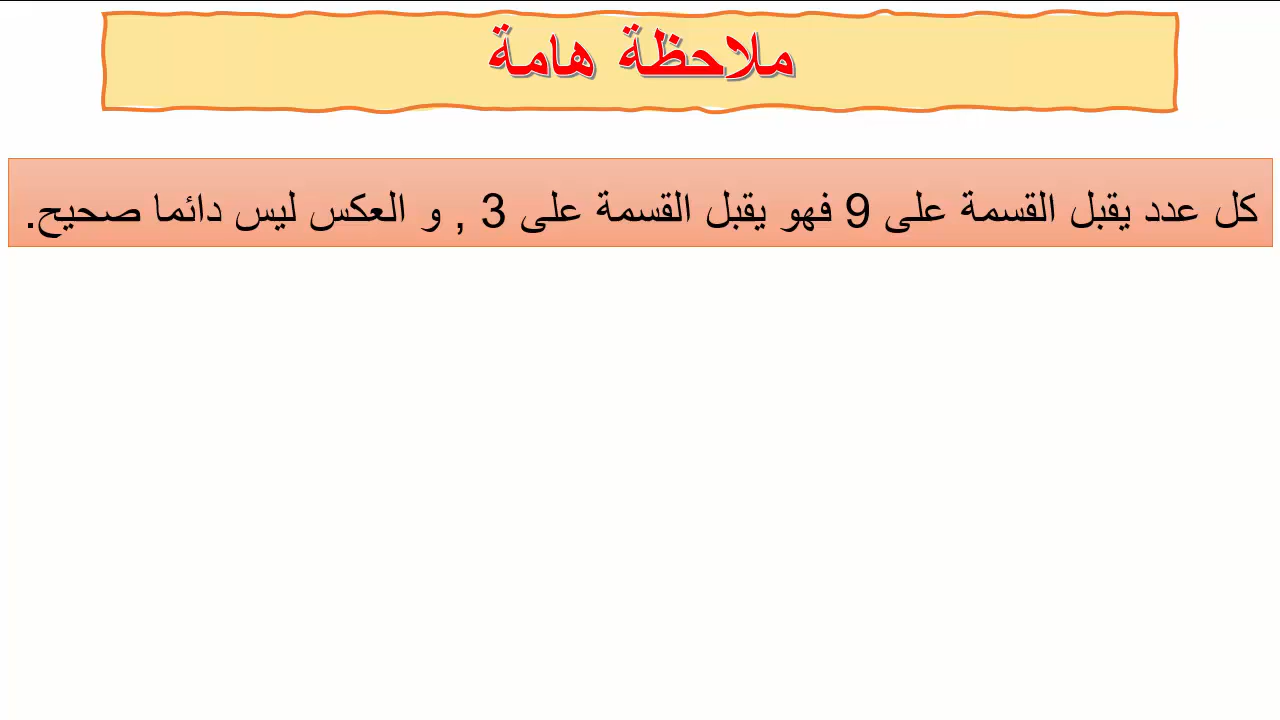 ملاحظة هامة
كل عدد يقبل القسمة على 9 فهو يقبل القسمة على 3 , و العكس ليس دائما صحيح.